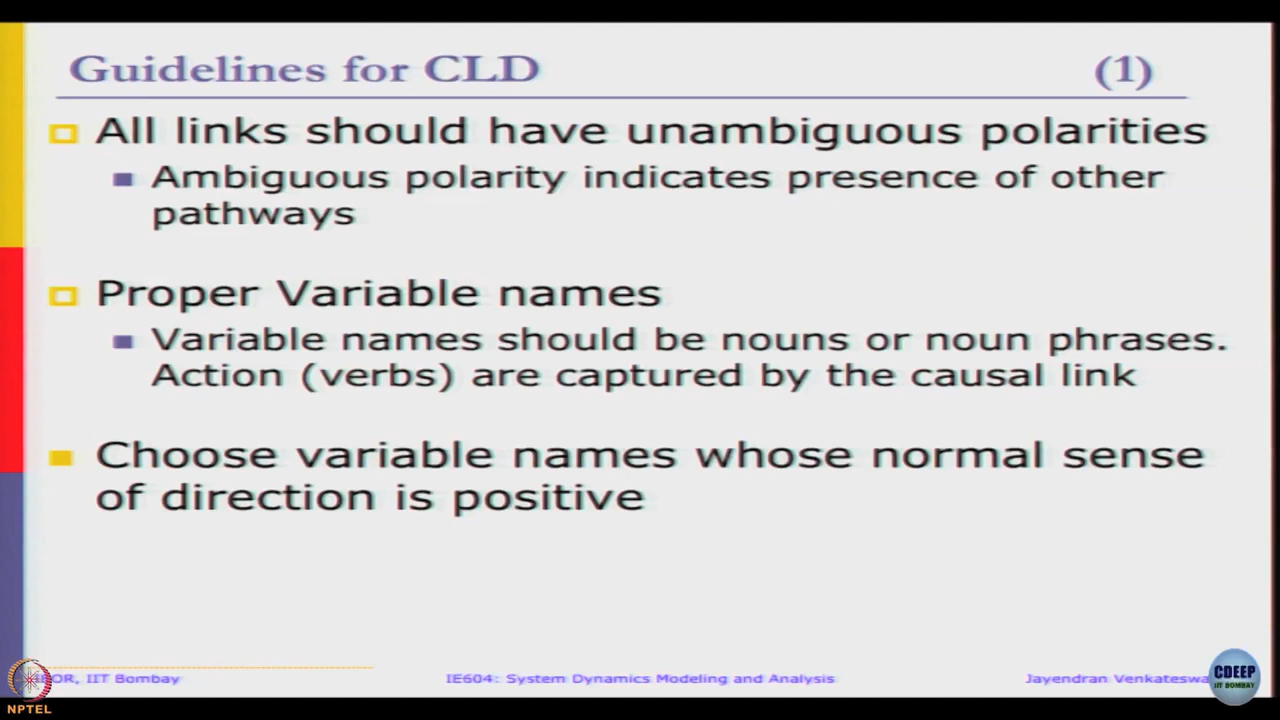 Guidelines for CLD (1)
All links should have unambiguous polarities
Ambiguous polarity indicates presence of other
pathways
Proper Variable names
Variable names should be nouns or noun phrases.
Action (verbs) are captured by the causal link
Choose variable names whose normal sense
of direction is positive
IIT Bombay IE604: System Dynamics Modeling and Analysis Jayendran
CDEEP
IIT BOMBAY
NPTEL